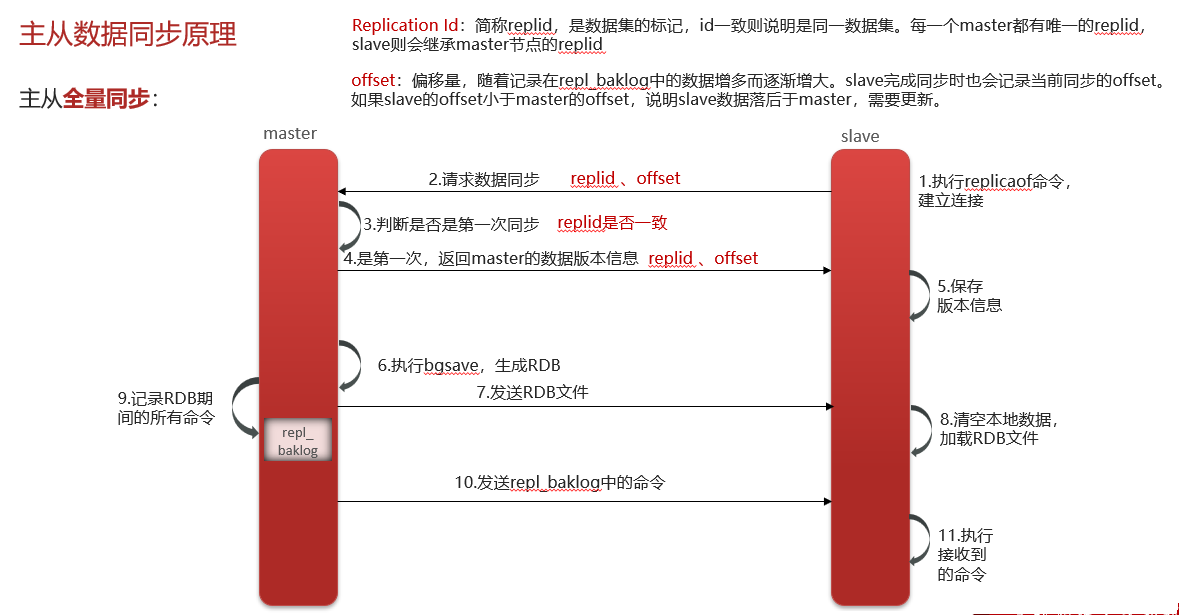 主从数据同步原理
Replication Id：简称replid，是数据集的标记，id一致则说明是同一数据集。每一个master都有唯一的replid，
slave则会继承master节点的replid
offset：偏移量，随着记录在repl_baklog中的数据增多而逐渐增大。slave完成同步时也会记录当前同步的offset。
如果slave的offset小于master的offset，说明slave数据落后于master，需要更新。
主从全量同步：
master
slave
1.执行replicaof命令，
建立连接
2.请求数据同步 replid 、offset
3.判断是否是第一次同步 replid是否一致
4.是第一次，返回master的数据版本信息 replid 、offset
5.保存
版本信息
6.执行bgsave，生成RDB
7.发送RDB文件
8.清空本地数据，
加载RDB文件
9.记录RDB期
间的所有命令
repl_
baklog
10.发送repl_baklog中的命令
11.执行
接收到
的命令